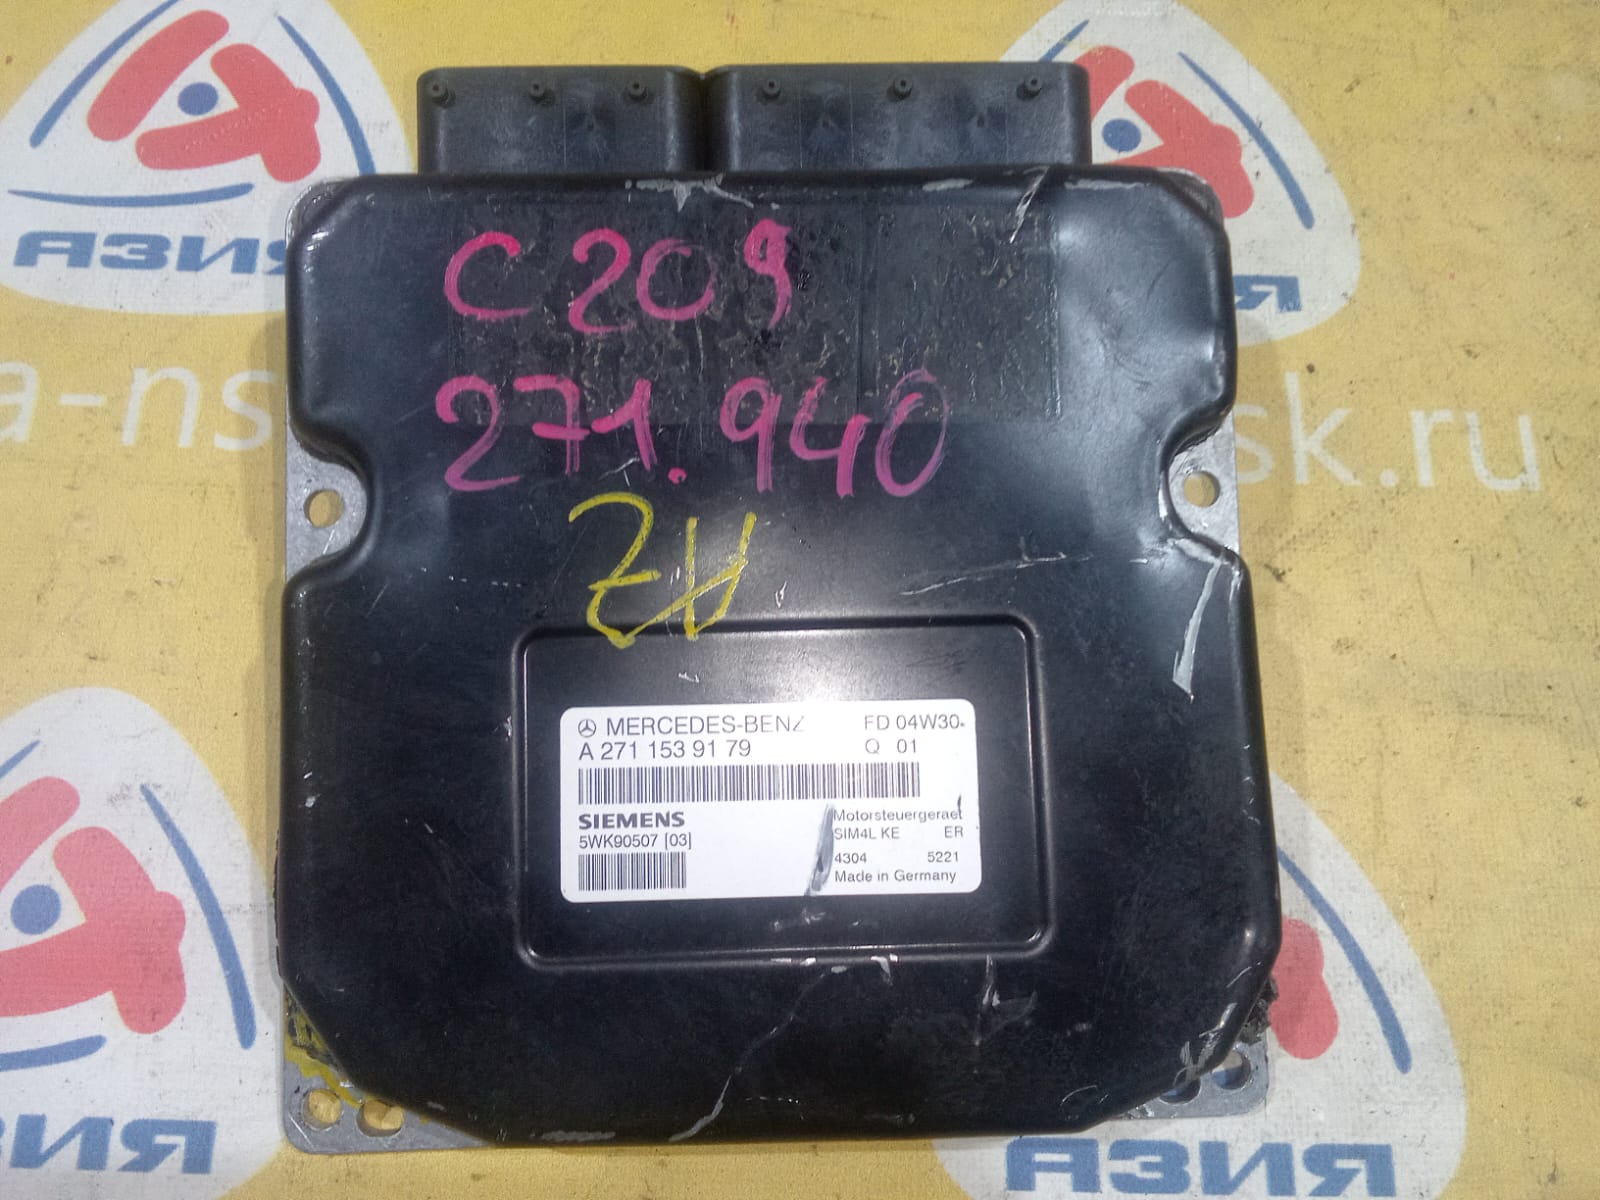 C209
271.940
MERCEDES-BENZ FD 04W30
A 271 153 91 79 Q 01
SIEMENS Motorsteuergeraet
5WK90507 [03] SIM4L KE ER
4304 5221
Made in Germany
АЗИЯ
АЗИЯ
АЗИЯ
a-ns
sk.ru